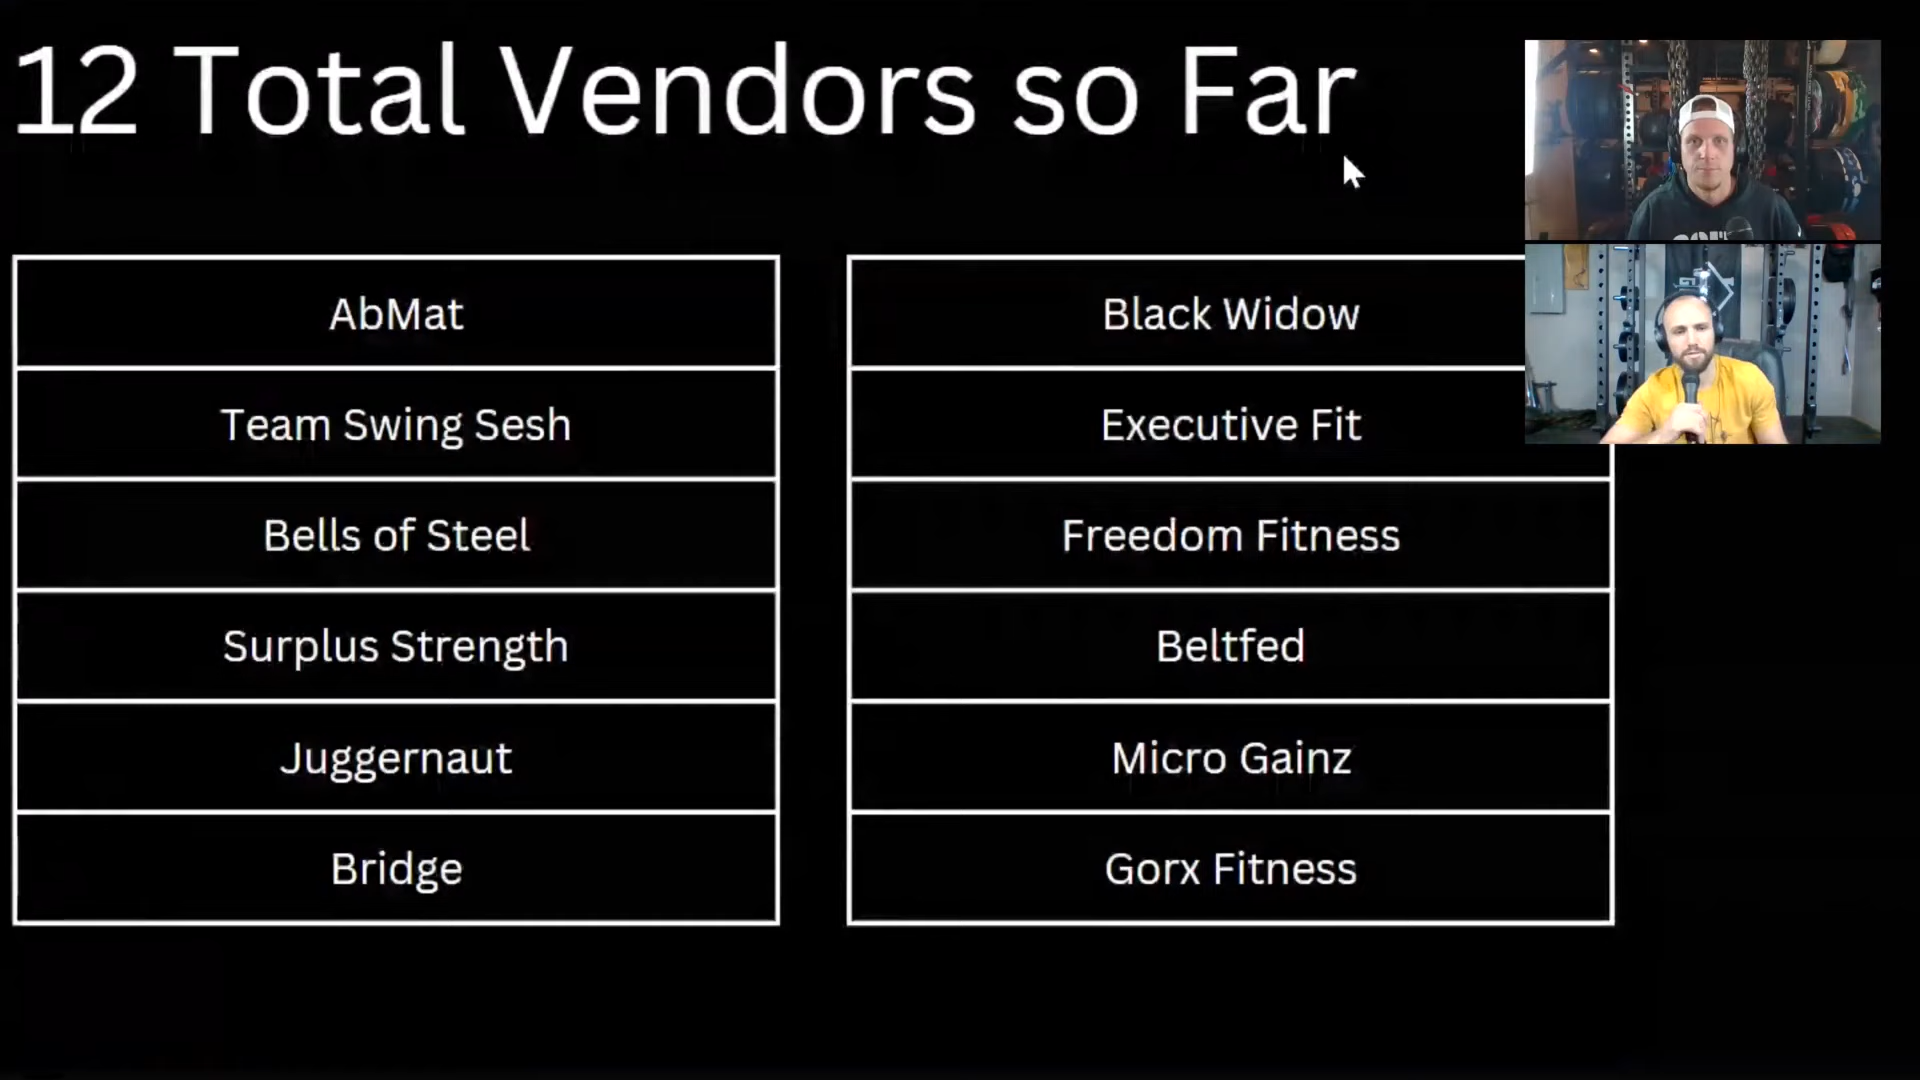 12 Total Vendors so Far
AbMat
Team Swing Sesh
Bells of Steel
Surplus Strength
Juggernaut
Bridge
Black Widow
Executive Fit
Freedom Fitness
Beltfed
Micro Gainz
Gorx Fitness